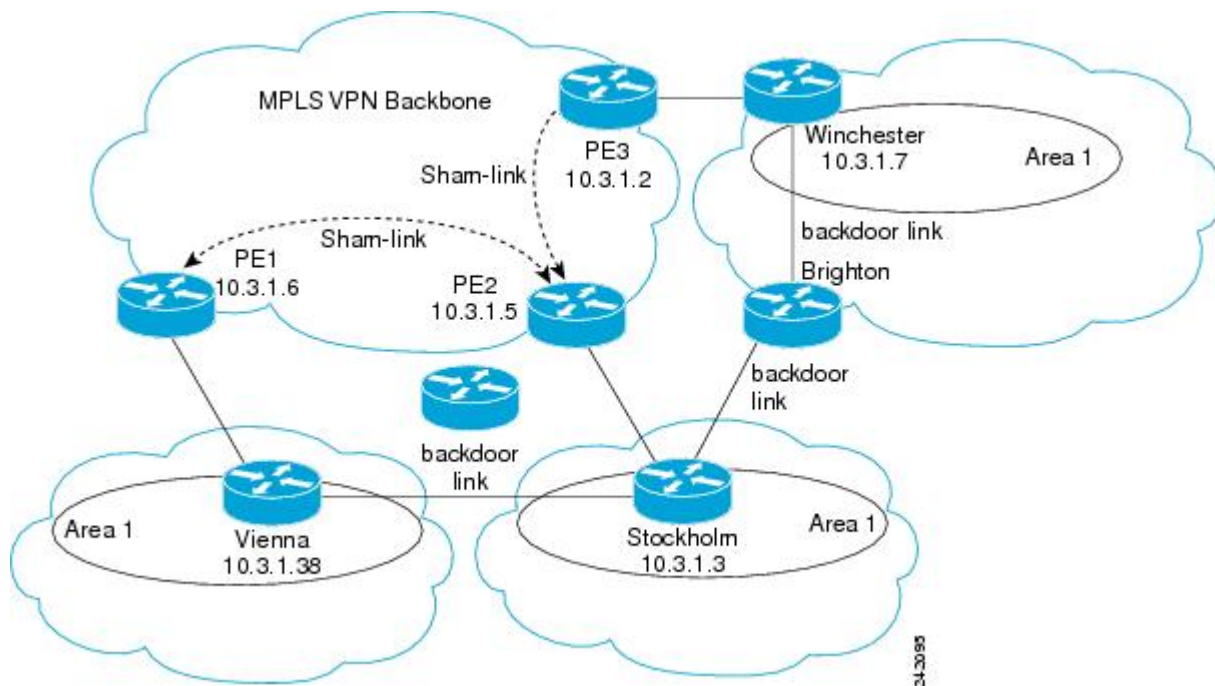 MPLS VPN Backbone
PE3
10.3.1.2
Winchester
10.3.1.7
Area 1
Sham-link
Sham-link
backdoor link
PE1
10.3.1.6
PE2
10.3.1.5
Brighton
backdoor
link
backdoor
link
Area 1
Vienna
10.3.1.38
Stockholm
10.3.1.3
Area 1
243095